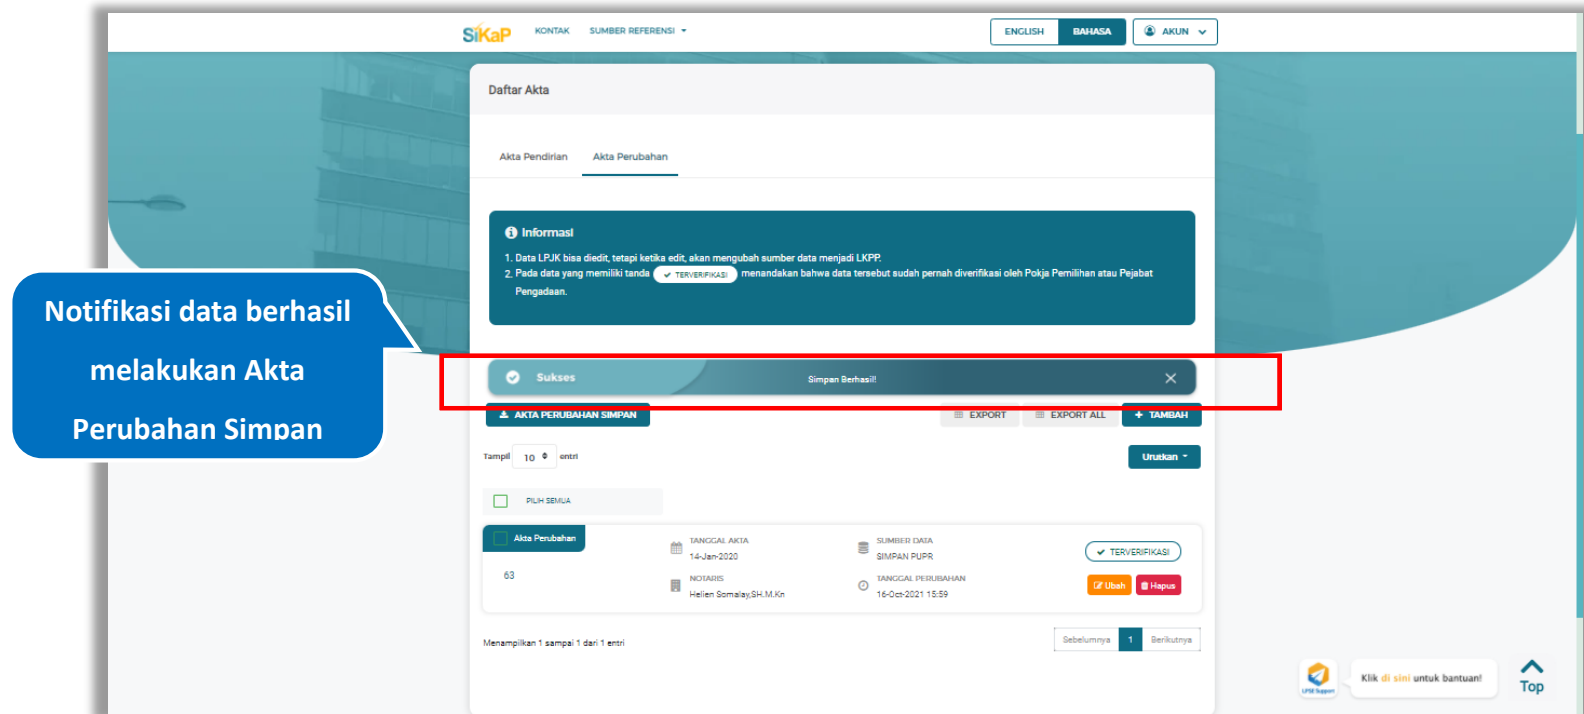 SiKaP
KONTAK
SUMBER REFERENSI
ENGLISH
BAHASA
AKUN
Daftar Akta
Akta Pendirian
Akta Perubahan
Informasi
1. Data LPJK bisa diedit, tetapi ketika edit, akan mengubah sumber data menjadi LKPP.
2. Pada data yang memiliki tanda TERVERIFIKASI menandakan bahwa data tersebut sudah pernah diverifikasi oleh Pokja Pemilihan atau Pejabat
Pengadaan.
Notifikasi data berhasil
melakukan Akta
Perubahan Simpan
Sukses
Simpan Berhasil!
AKTA PERUBAHAN SIMPAN
EXPORT
EXPORT ALL
+ TAMBAH
Tampil 10 entri
Urutkan
PILIH SEMUA
Akta Perubahan
63
TANGGAL AKTA
14-Jan-2020
NOTARIS
Helien Somalay,SH.M.Kn
SUMBER DATA
SIMPAN PUPR
TANGGAL PERUBAHAN
16-Oct-2021 15:59
TERVERIFIKASI
Ubah
Hapus
Menampilkan 1 sampai 1 dari 1 entri
Sebelumnya
1
Berikutnya
LPSE Support
Klik di sini untuk bantuan!
Top